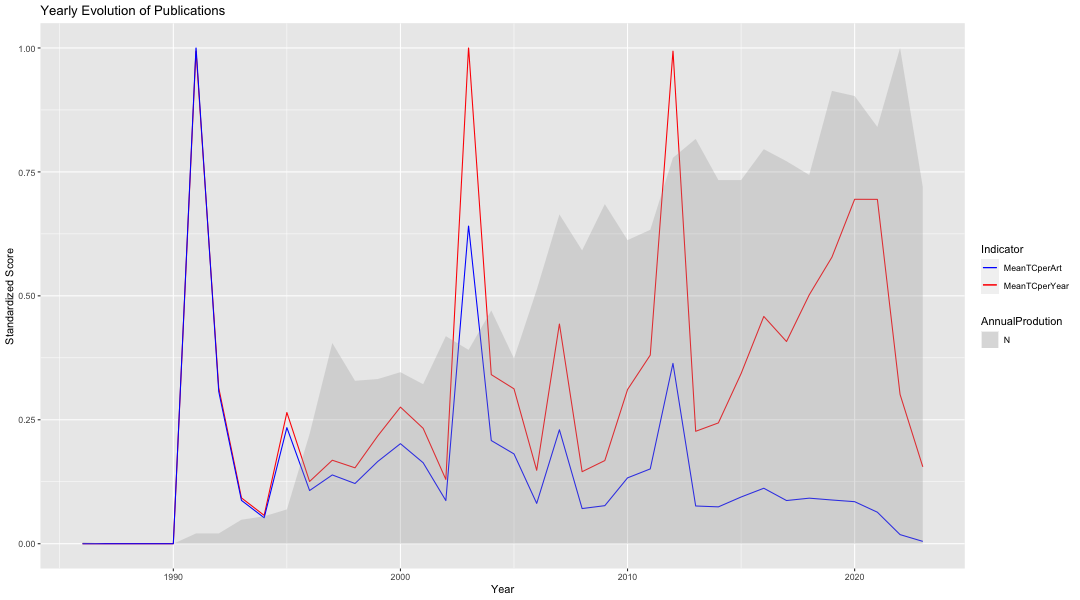 Yearly Evolution of Publications
1.00
0.75
0.50
0.25
0.00
Standardized Score
1990
2000
2010
2020
Year
Indicator
MeanTCperArt
MeanTCperYear
AnnualProdution
N